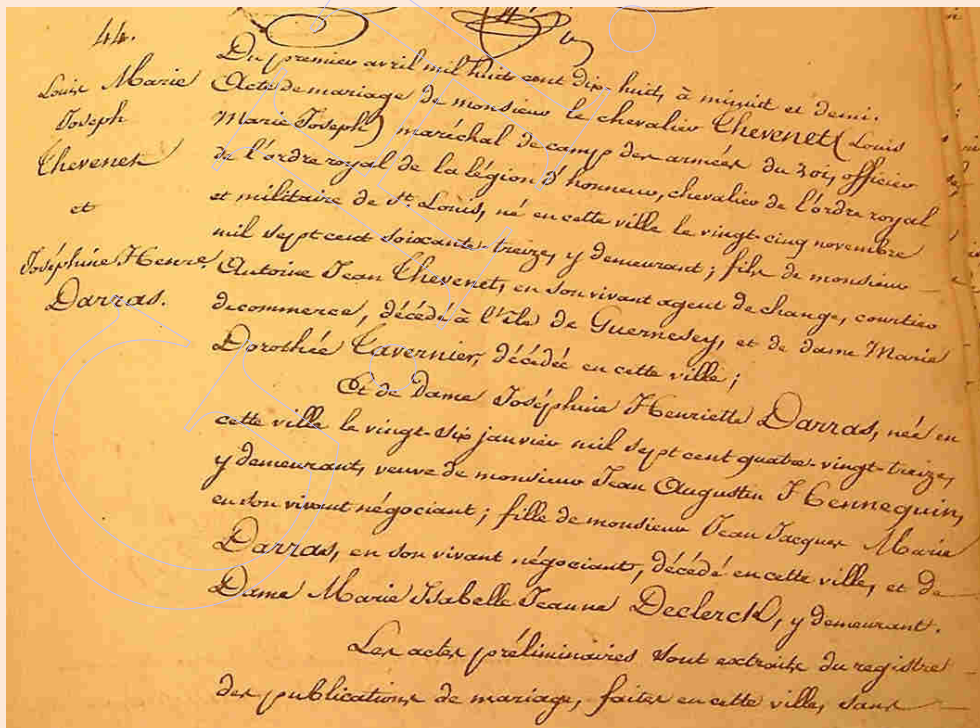 44.
Louis Marie
Joseph
Thevenet
et
Joséphine Henre.
Darras.
Du premier avril mil huit cent dix-huit, à minuit et demi.
Acte de mariage de monsieur le chevalier Thevenet (Louis
Marie Joseph) maréchal de camp des armées du roi, officier
de l'ordre royal de la légion d'honneur, chevalier de l'ordre royal
et militaire de St. Louis, né en cette ville le vingt-cinq novembre
mil sept cent soixante-treize, y demeurant; fils de monsieur
Antoine Jean Thevenet, en son vivant agent de change, courtier
de commerce, décédé à l'île de Guernesey, et de dame Marie
Dorothée Tavernier, décédée en cette ville;
Et de Dame Joséphine Henriette Darras, née en
cette ville le vingt-six janvier mil sept cent quatre-vingt-treize,
y demeurant, veuve de monsieur Jean Augustin Hennequin,
en son vivant négociant; fille de monsieur Jean Jacques Marie
Darras, en son vivant négociant, décédé en cette ville, et de
Dame Marie Isabelle Jeanne Declerck, y demeurant.
Les actes préliminaires sont extraits du registre
des publications de mariage, faites en cette ville, sans